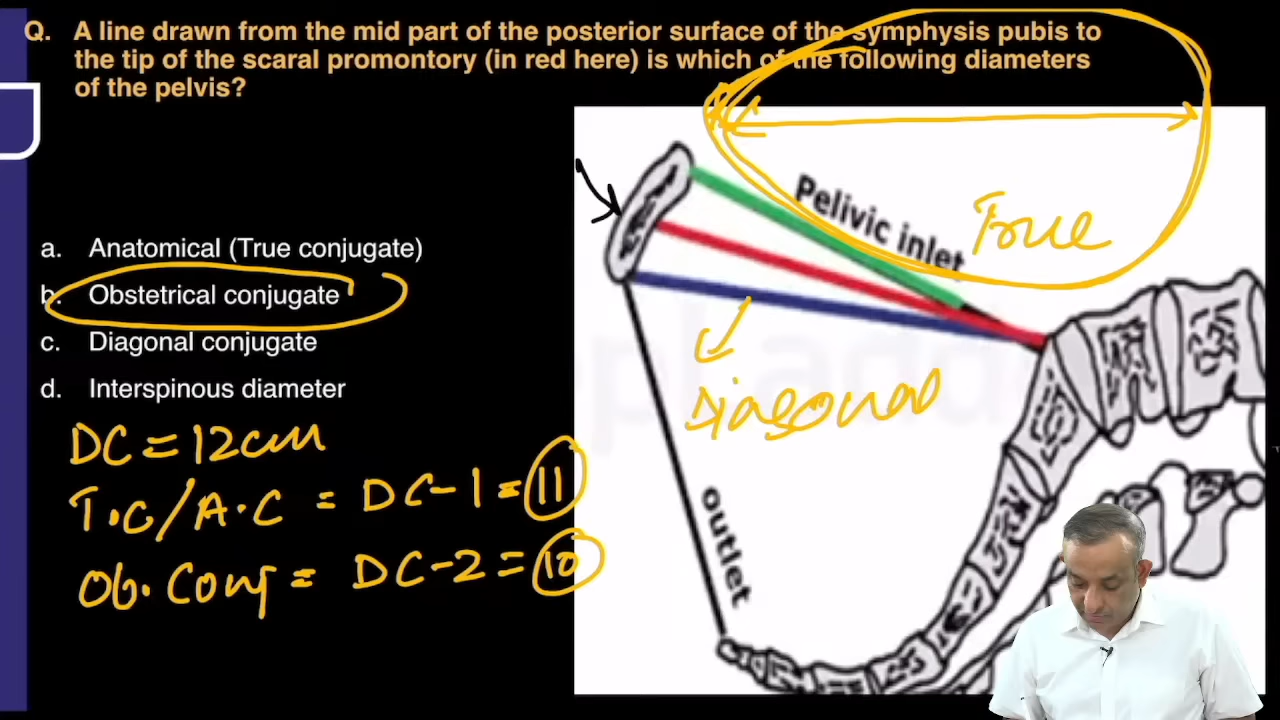 Q. A line drawn from the mid part of the posterior surface of the symphysis pubis to
the tip of the scaral promontory (in red here) is which of the following diameters
of the pelvis?
a. Anatomical (True conjugate)
b. Obstetrical conjugate
c. Diagonal conjugate
d. Interspinous diameter
DC = 12cm
T.C/A.C = DC-1 = 11
Ob. Conj = DC-2 = 10
Pelivic inlet
True
Diagonal
outlet